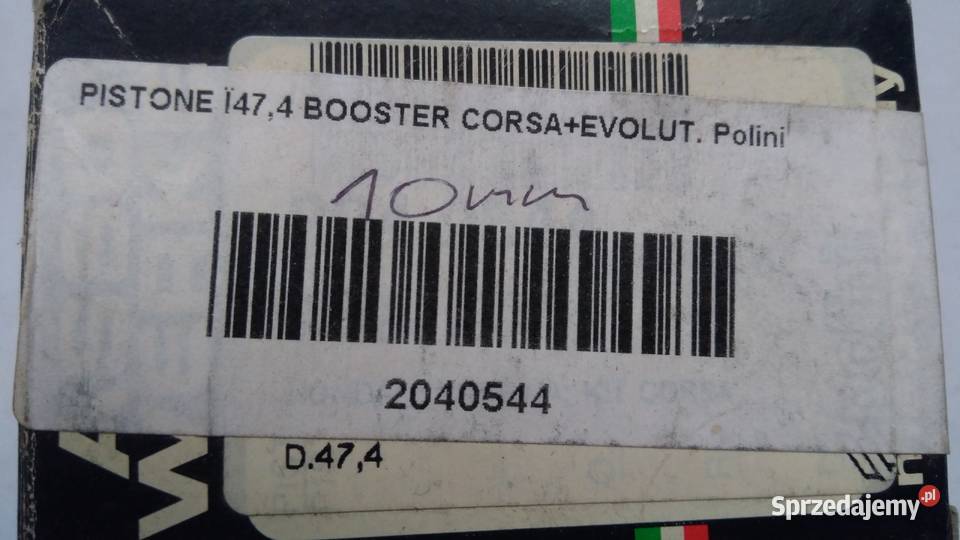 PISTONE Ï47,4 BOOSTER CORSA+EVOLUT. Polini
10mm
2040544
D.47,4
Sprzedajemy.pl